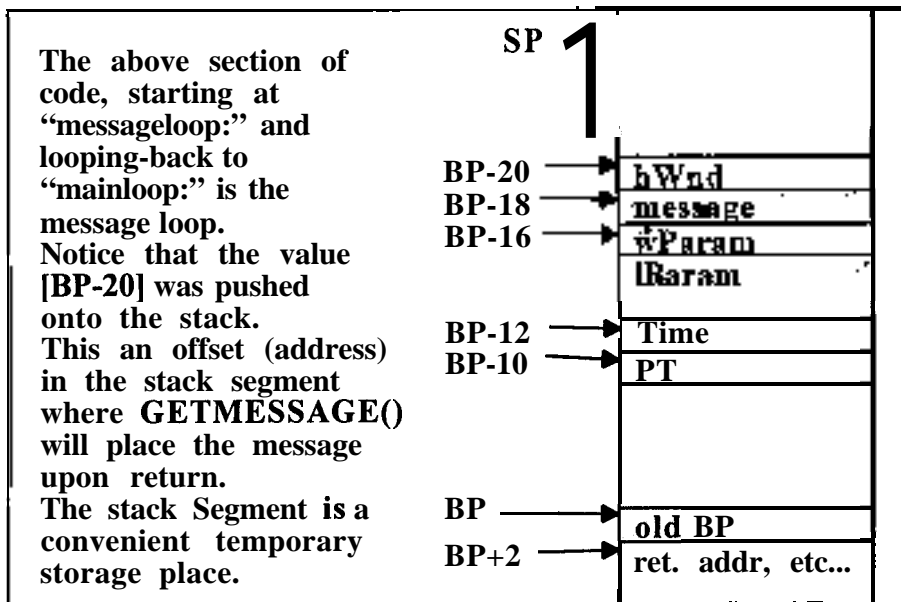 The above section of
code, starting at
“messageloop:” and
looping-back to
“mainloop:” is the
message loop.
Notice that the value
[BP-20] was pushed
onto the stack.
This an offset (address)
in the stack segment
where GETMESSAGE()
will place the message
upon return.
The stack Segment is a
convenient temporary
storage place.
SP
BP-20 hWnd
BP-18 message
BP-16 wParam
lRaram
BP-12 Time
BP-10 PT
BP old BP
BP+2 ret. addr, etc...